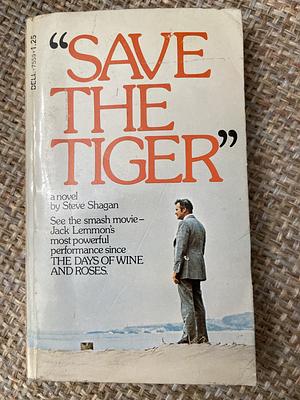 DELL • 7559 • 1.25
“SAVE
THE
TIGER”
a novel
by Steve Shagan
See the smash movie—
Jack Lemmon's
most powerful
performance since
THE DAYS OF WINE
AND ROSES.